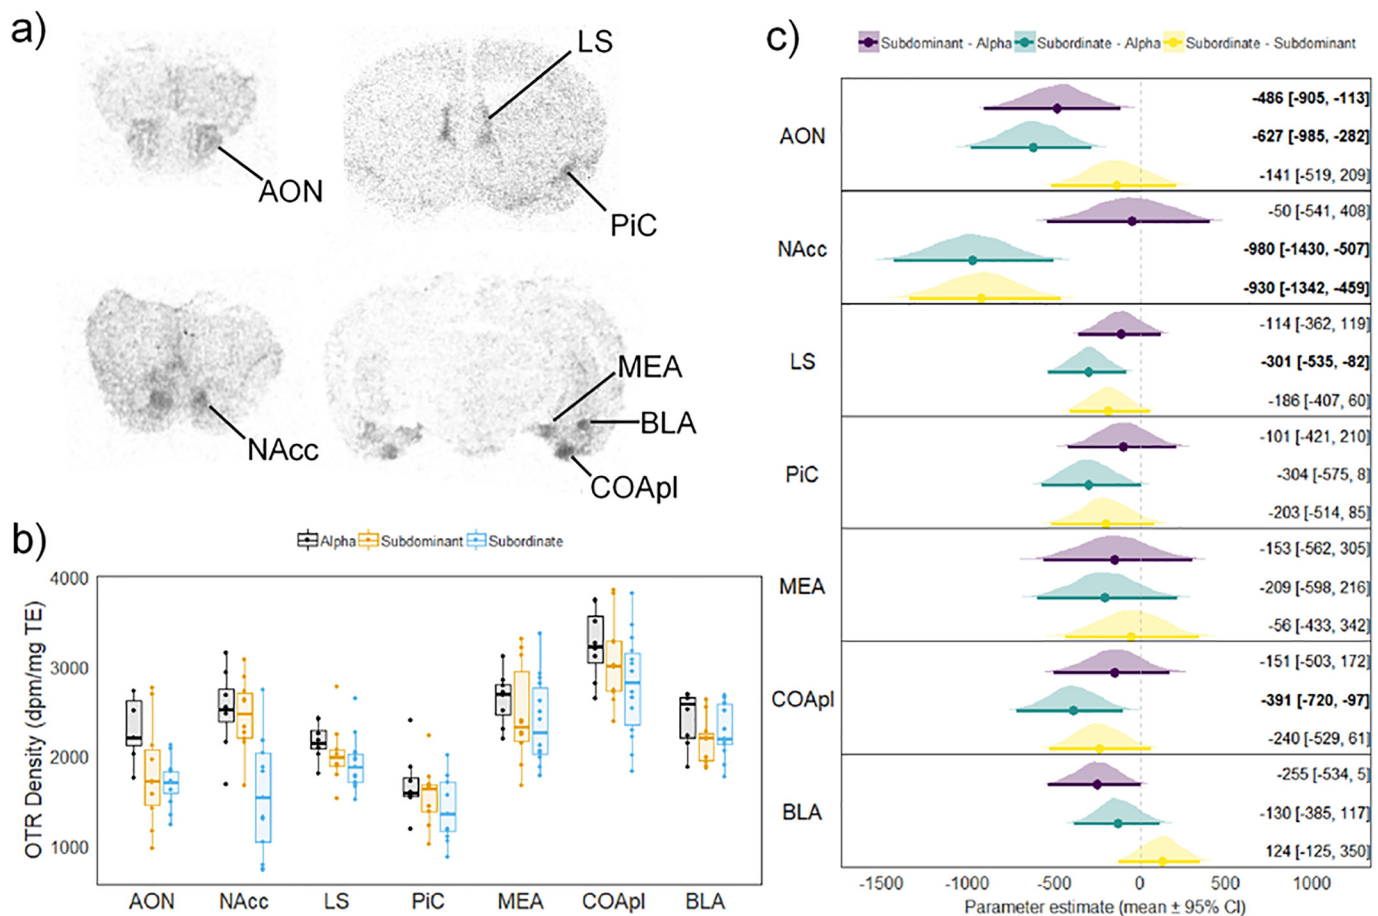 a)
LS
AON
PiC
MEA
BLA
NAcc
COApl
b)
Alpha Subdominant Subordinate
OTR Density (dpm/mg TE)
4000
3000
2000
1000
AON NAcc LS PiC MEA COApl BLA
c)
Subdominant - Alpha Subordinate - Alpha Subordinate - Subdominant
AON
-486 [-905, -113]
-627 [-985, -282]
-141 [-519, 209]
NAcc
-50 [-541, 408]
-980 [-1430, -507]
-930 [-1342, -459]
LS
-114 [-362, 119]
-301 [-535, -82]
-186 [-407, 60]
PiC
-101 [-421, 210]
-304 [-575, 8]
-203 [-514, 85]
MEA
-153 [-562, 305]
-209 [-598, 216]
-56 [-433, 342]
COApl
-151 [-503, 172]
-391 [-720, -97]
-240 [-529, 61]
BLA
-255 [-534, 5]
-130 [-385, 117]
124 [-125, 350]
-1500 -1000 -500 0 500 1000
Parameter estimate (mean ± 95% CI)